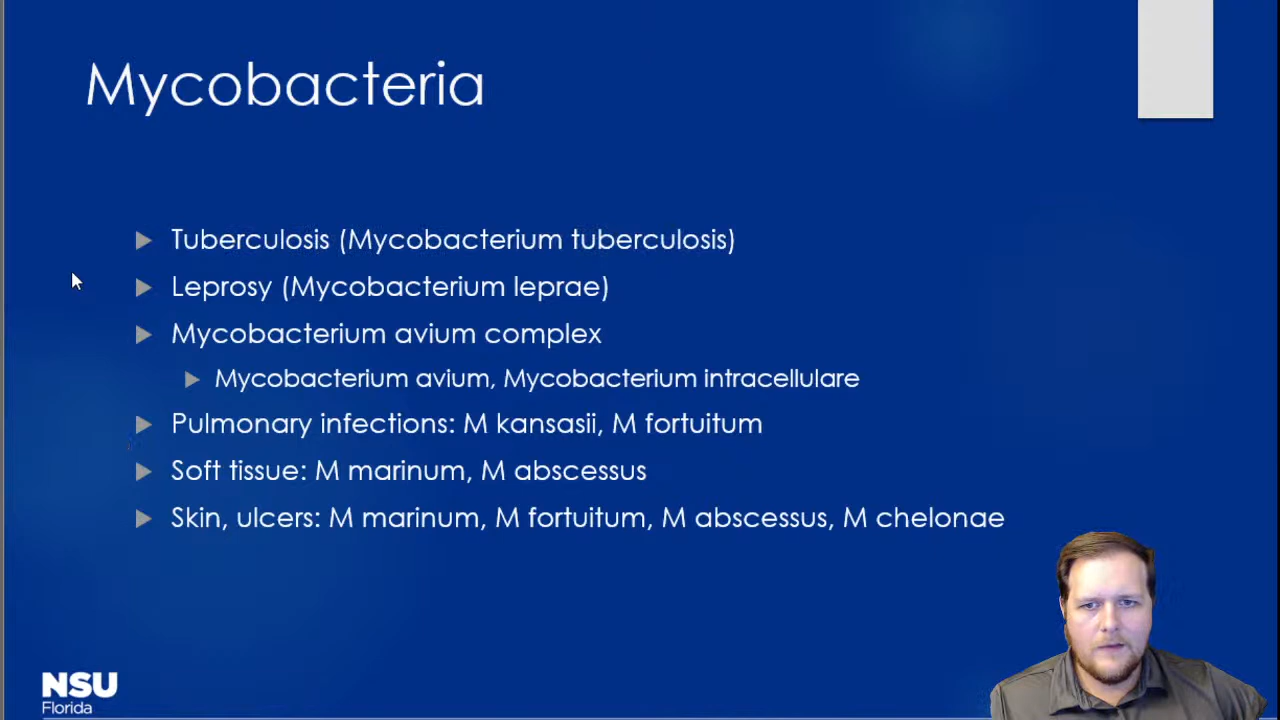 Mycobacteria
Tuberculosis (Mycobacterium tuberculosis)
Leprosy (Mycobacterium leprae)
Mycobacterium avium complex
Mycobacterium avium, Mycobacterium intracellulare
Pulmonary infections: M kansasii, M fortuitum
Soft tissue: M marinum, M abscessus
Skin, ulcers: M marinum, M fortuitum, M abscessus, M chelonae
NSU
Florida